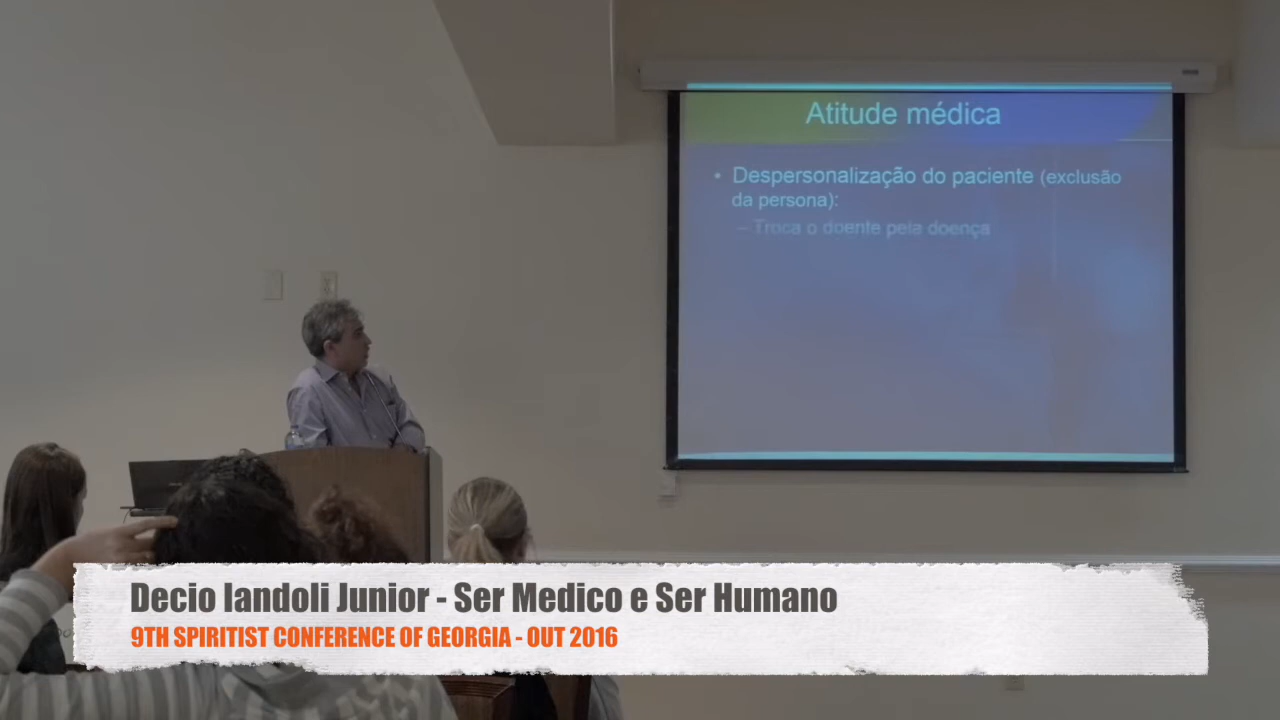 Atitude médica
• Despersonalização do paciente (exclusão
da persona):
– Troca o doente pela doença
Decio Iandoli Junior - Ser Medico e Ser Humano
9TH SPIRITIST CONFERENCE OF GEORGIA - OUT 2016